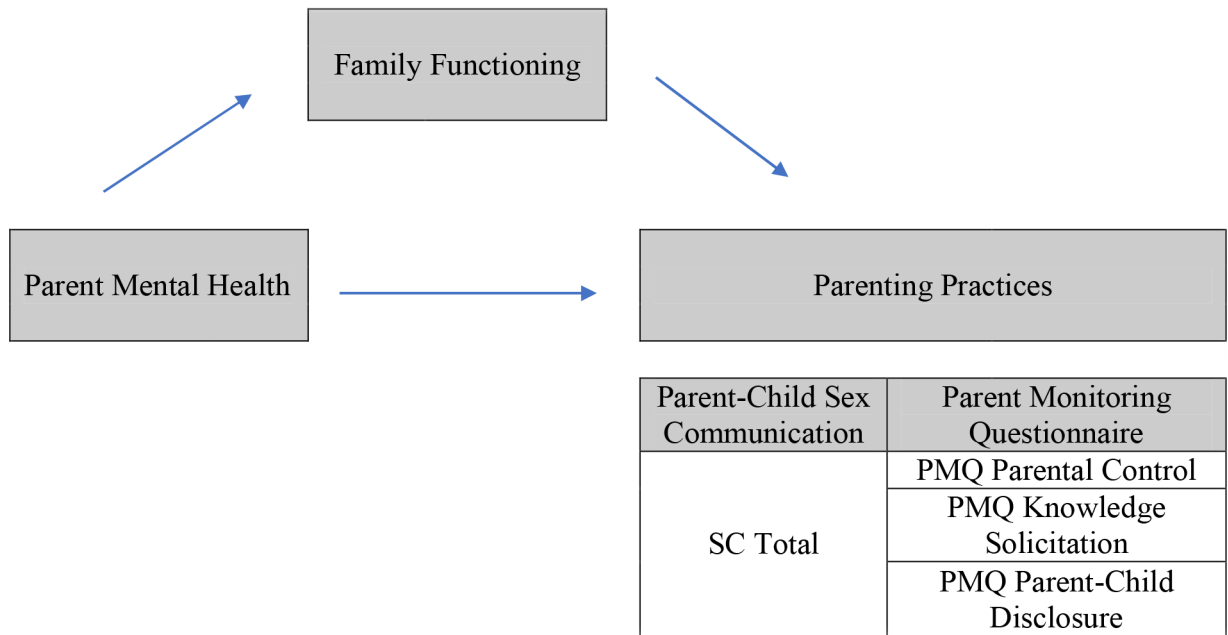 Family Functioning
Parent Mental Health
Parenting Practices
Parent-Child Sex
Communication
Parent Monitoring
Questionnaire
SC Total
PMQ Parental Control
PMQ Knowledge
Solicitation
PMQ Parent-Child
Disclosure